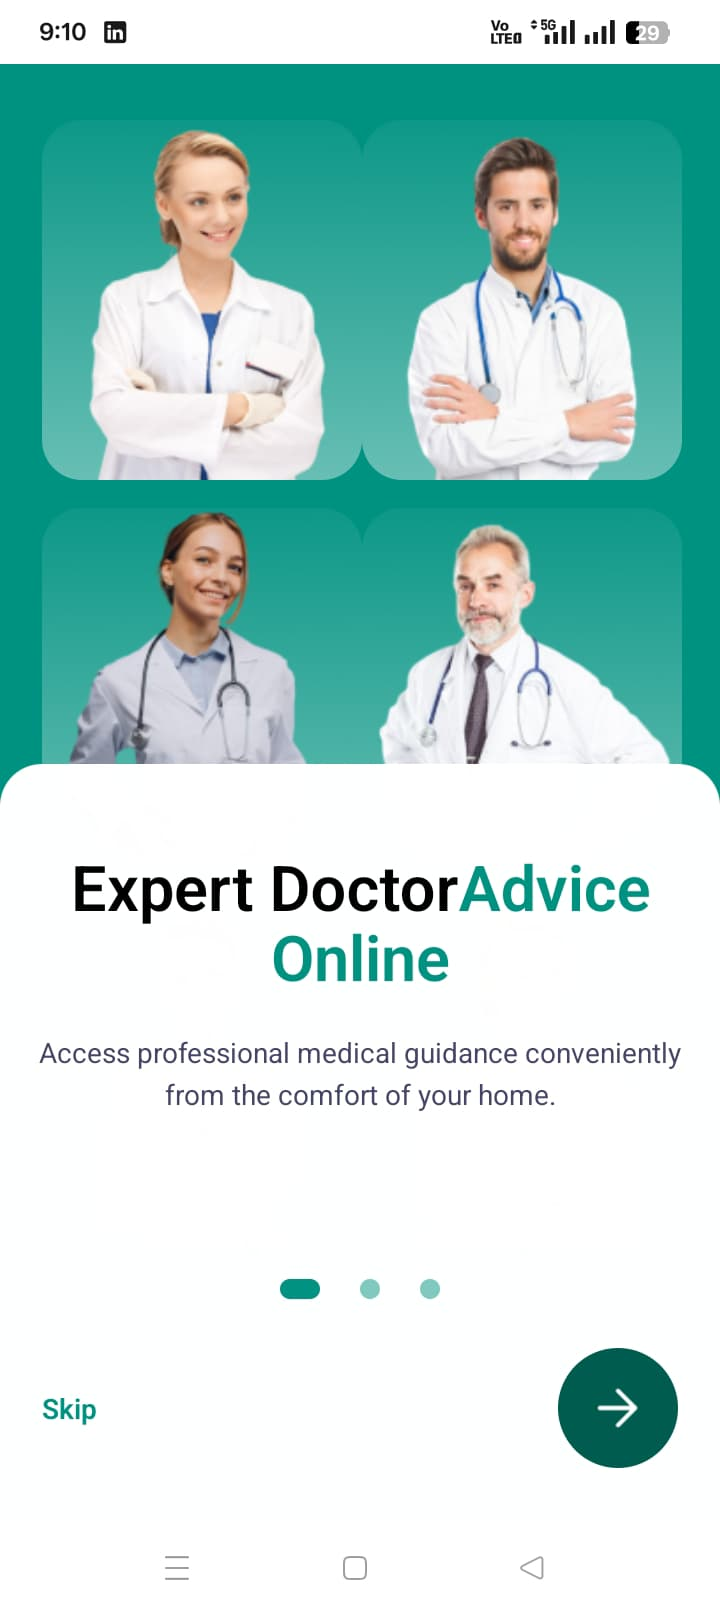 9:10 in Vo LTE 5G 29
Expert DoctorAdvice
Online
Access professional medical guidance conveniently
from the comfort of your home.
Skip